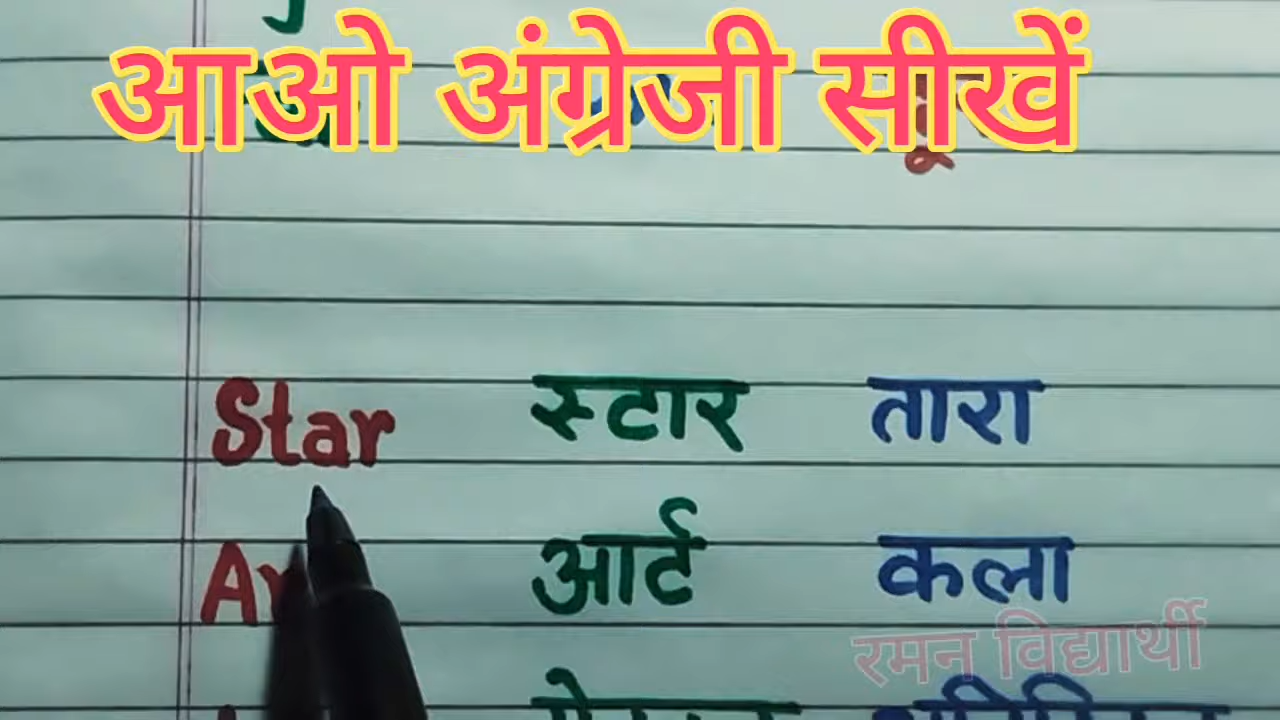 आओ अंग्रेजी सीखें
Star स्टार तारा
आर्ट कला
रमन विद्यार्थी